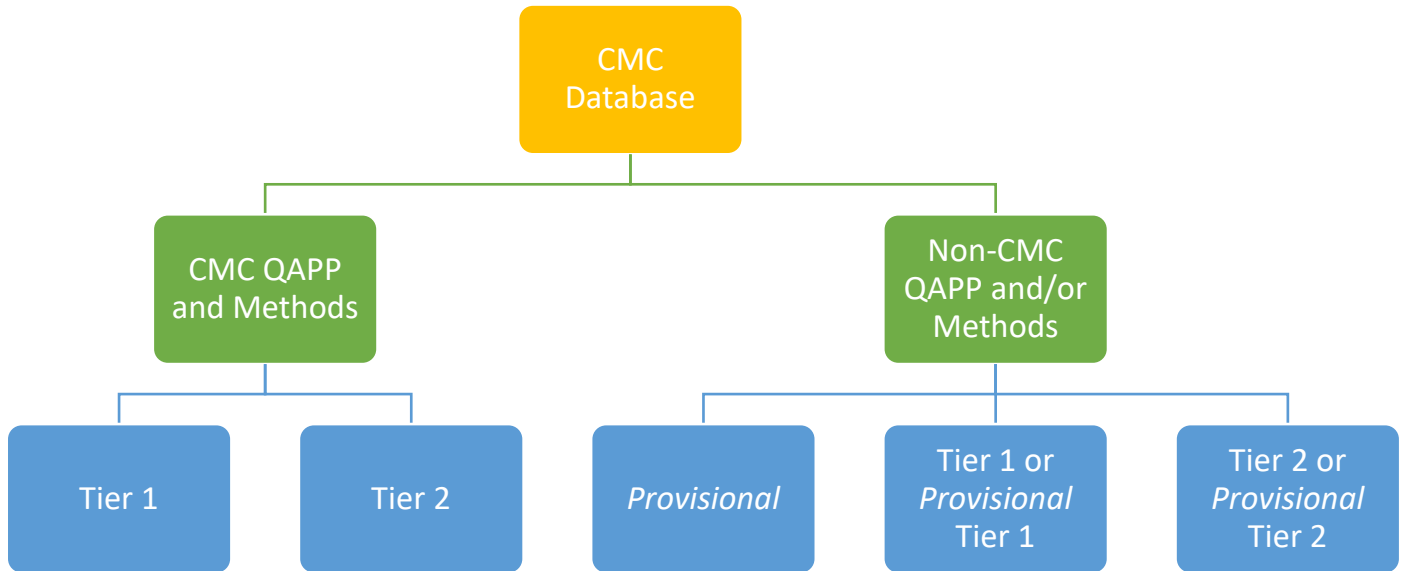 CMC
Database
CMC QAPP
and Methods
Non-CMC
QAPP and/or
Methods
Tier 1
Tier 2
Provisional
Tier 1 or
Provisional
Tier 1
Tier 2 or
Provisional
Tier 2